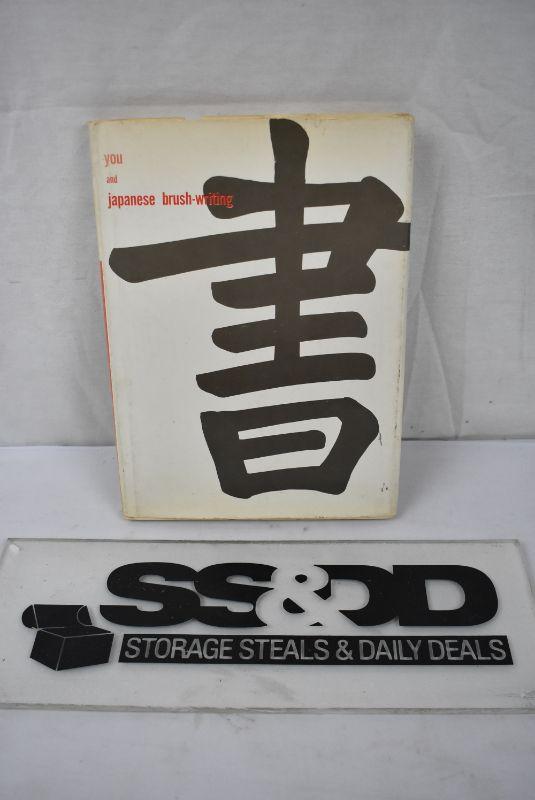 you
and
japanese brush-writing
書
SS&DD
STORAGE STEALS & DAILY DEALS